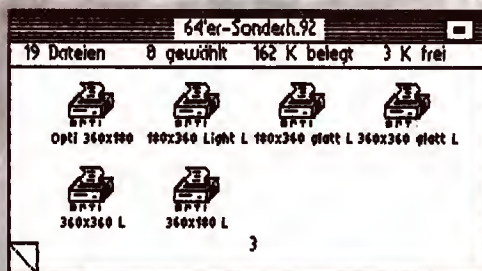 64'er-Sonderh.92
19 Dateien 0 gewählt 162 K belegt 3 K frei
Opti 360x180 180x360 Light L 180x360 glatt L 360x360 glatt L
360x360 L 360x180 L
3